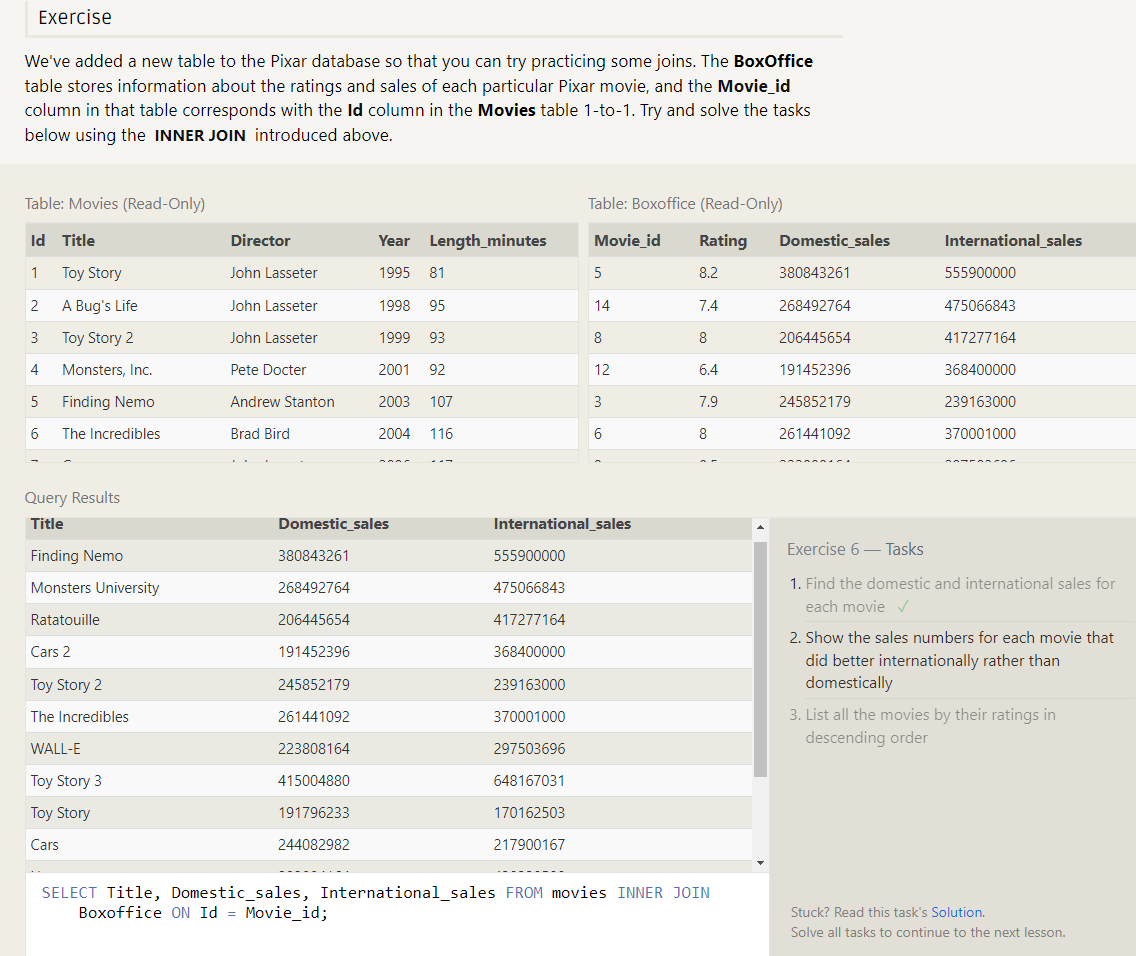 Exercise
We've added a new table to the Pixar database so that you can try practicing some joins. The BoxOffice
table stores information about the ratings and sales of each particular Pixar movie, and the Movie_id
column in that table corresponds with the Id column in the Movies table 1-to-1. Try and solve the tasks
below using the INNER JOIN introduced above.
Table: Movies (Read-Only)
Id Title Director Year Length_minutes
1 Toy Story John Lasseter 1995 81
2 A Bug's Life John Lasseter 1998 95
3 Toy Story 2 John Lasseter 1999 93
4 Monsters, Inc. Pete Docter 2001 92
5 Finding Nemo Andrew Stanton 2003 107
6 The Incredibles Brad Bird 2004 116
Table: Boxoffice (Read-Only)
Movie_id Rating Domestic_sales International_sales
5 8.2 380843261 555900000
14 7.4 268492764 475066843
8 8 206445654 417277164
12 6.4 191452396 368400000
3 7.9 245852179 239163000
6 8 261441092 370001000
Query Results
Title Domestic_sales International_sales
Finding Nemo 380843261 555900000
Monsters University 268492764 475066843
Ratatouille 206445654 417277164
Cars 2 191452396 368400000
Toy Story 2 245852179 239163000
The Incredibles 261441092 370001000
WALL-E 223808164 297503696
Toy Story 3 415004880 648167031
Toy Story 191796233 170162503
Cars 244082982 217900167
SELECT Title, Domestic_sales, International_sales FROM movies INNER JOIN
Boxoffice ON Id = Movie_id;
Exercise 6 — Tasks
1. Find the domestic and international sales for
each movie ✓
2. Show the sales numbers for each movie that
did better internationally rather than
domestically
3. List all the movies by their ratings in
descending order
Stuck? Read this task's Solution.
Solve all tasks to continue to the next lesson.